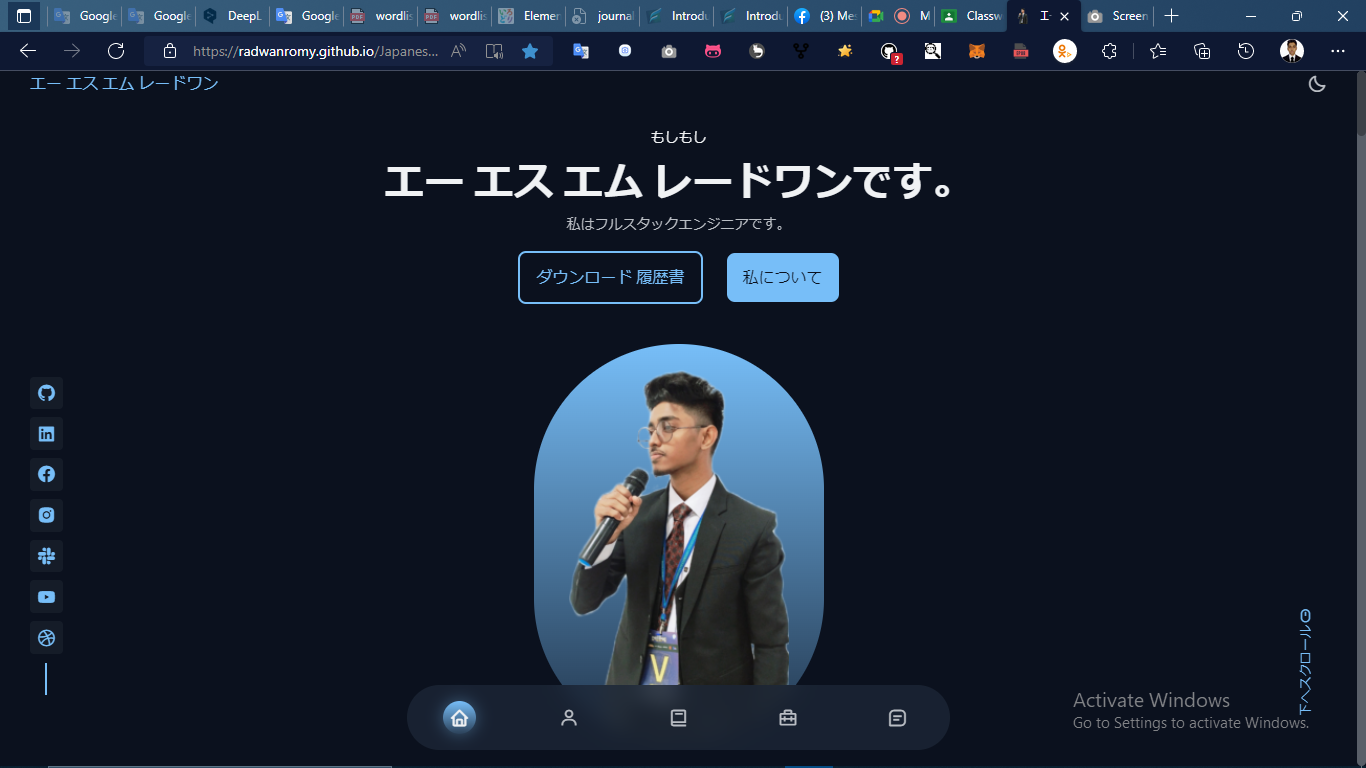 Google
Google
DeepL
Google
wordlis
wordlis
Elemen
journal
Introdu
Introdu
(3) Mes
M
Classw
エ-
Screen
https://radwanromy.github.io/Japanes...
エー エス エム レードワン
もしもし
エー エス エム レードワンです。
私はフルスタックエンジニアです。
ダウンロード 履歴書
私について
V
下へスクロール
Activate Windows
Go to Settings to activate Windows.